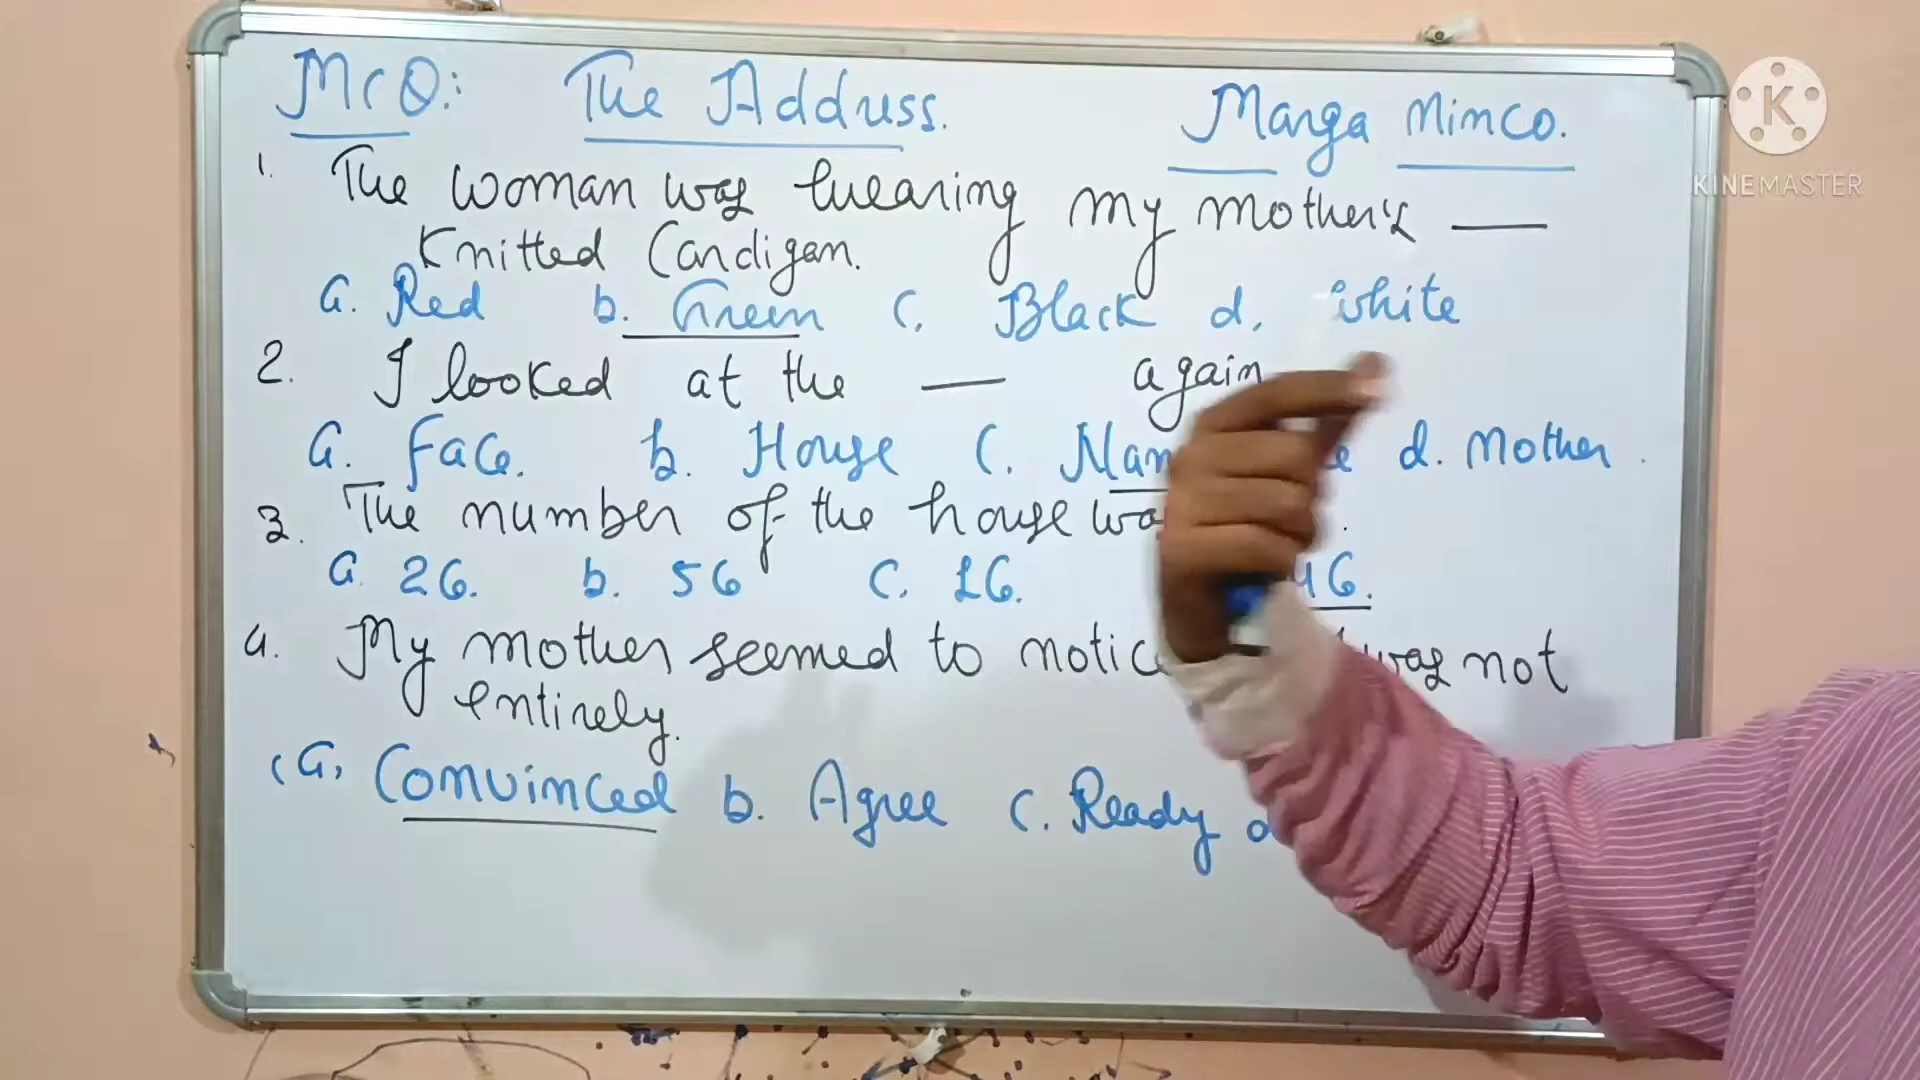 MCQ: The Address. Marga Minco.
1. The woman was wearing my mother's —
Knitted Cardigan.
a. Red b. Green c. Black d. white
2. I looked at the — again
a. Face. b. House c. d. Mother.
3. The number of the house
a. 26. b. 56 c. 16. 46.
4. My mother seemed to was not
entirely.
(a, Convinced b. Agree c. Ready
K
KINEMASTER